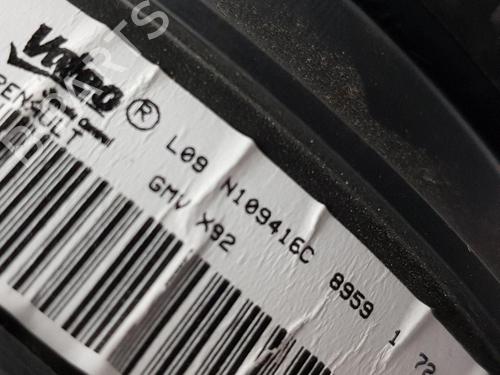 Valeo ®
RENAULT
L09 N109416C 8959 1 72
GMV X92